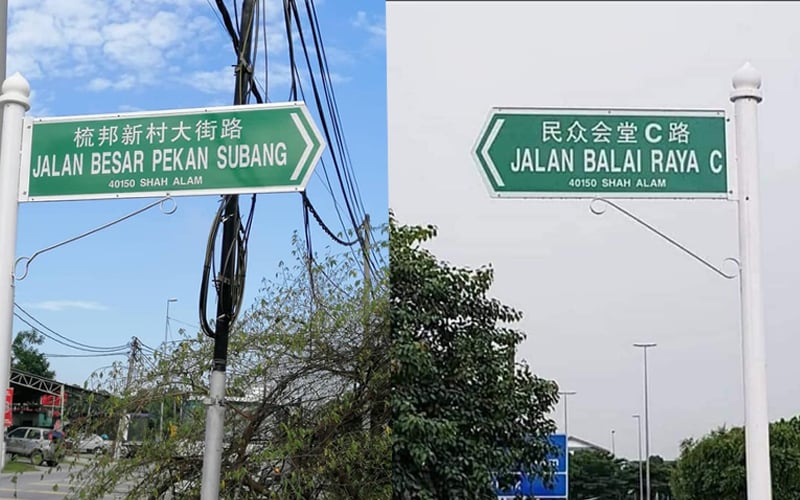 梳邦新村大街路
JALAN BESAR PEKAN SUBANG
40150 SHAH ALAM
民众会堂C路
JALAN BALAI RAYA C
40150 SHAH ALAM